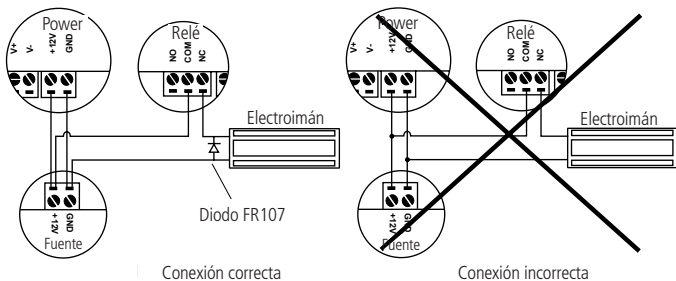 Power
V+
V-
+12V
GND
Relé
NO
COM
NC
Electroimán
Diodo FR107
+12V
GND
Fuente
Conexión correcta
Power
V+
V-
+12V
GND
Relé
NO
COM
NC
Electroimán
+12V
GND
Fuente
Conexión incorrecta